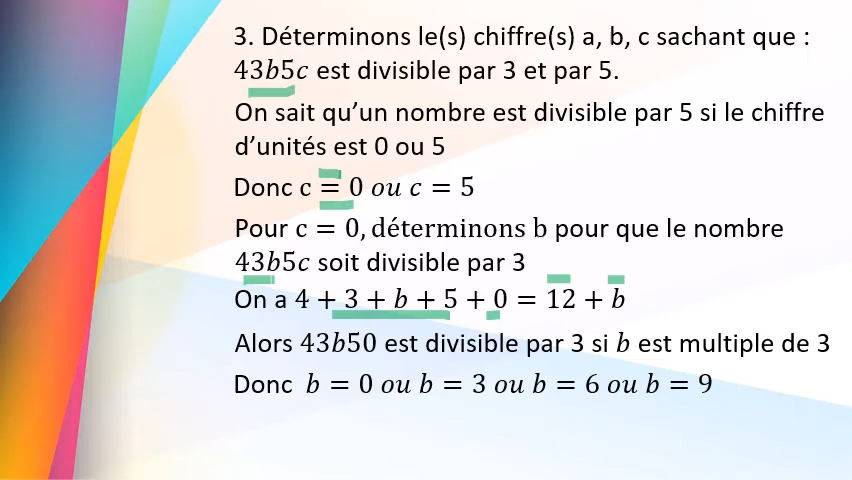 3. Déterminons le(s) chiffre(s) a, b, c sachant que :
43b5c est divisible par 3 et par 5.
On sait qu’un nombre est divisible par 5 si le chiffre
d’unités est 0 ou 5
Donc c = 0 ou c = 5
Pour c = 0, déterminons b pour que le nombre
43b5c soit divisible par 3
On a 4 + 3 + b + 5 + 0 = 12 + b
Alors 43b50 est divisible par 3 si b est multiple de 3
Donc b = 0 ou b = 3 ou b = 6 ou b = 9